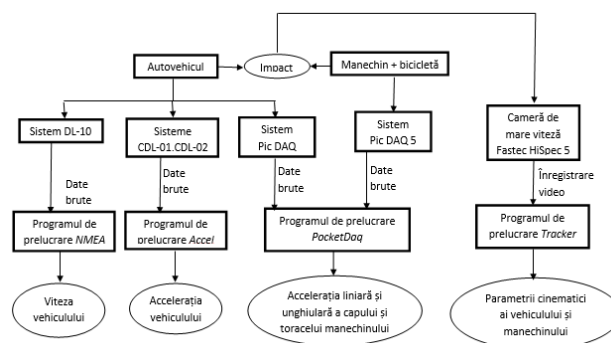 Autovehicul
Impact
Manechin + bicicletă
Sistem DL-10
Sisteme
CDL-01.CDL-02
Sistem
Pic DAQ
Sistem
Pic DAQ 5
Cameră de
mare viteză
Fastec HiSpec 5
Date
brute
Date
brute
Date
brute
Date
brute
Înregistrare
video
Programul de
prelucrare NMEA
Programul de
prelucrare Accel
Programul de prelucrare
PocketDaq
Programul de
prelucrare Tracker
Viteza
vehiculului
Accelerația
vehiculului
Accelerația liniară și
unghiulară a capului și
toracelui manechinului
Parametrii cinematici
ai vehiculului și
manechinului